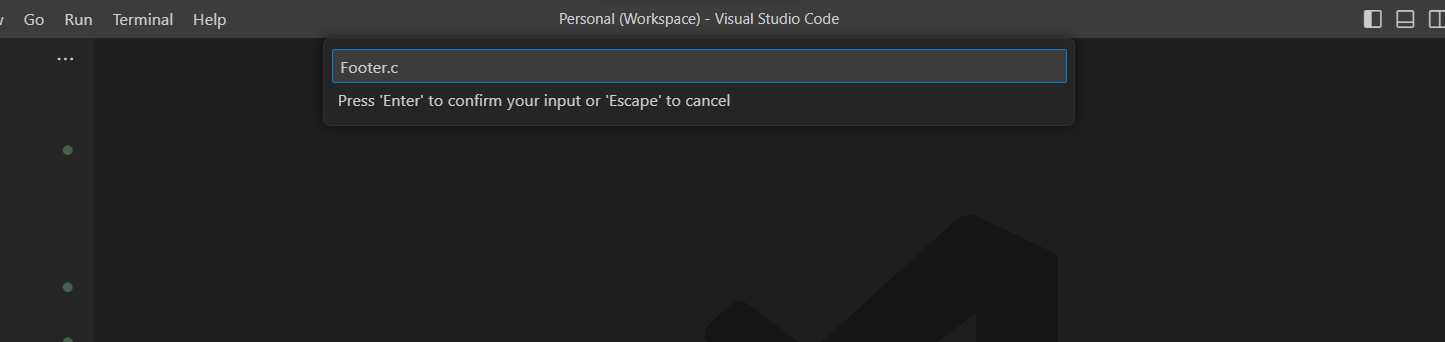 Go Run Terminal Help Personal (Workspace) - Visual Studio Code
Footer.c
Press 'Enter' to confirm your input or 'Escape' to cancel